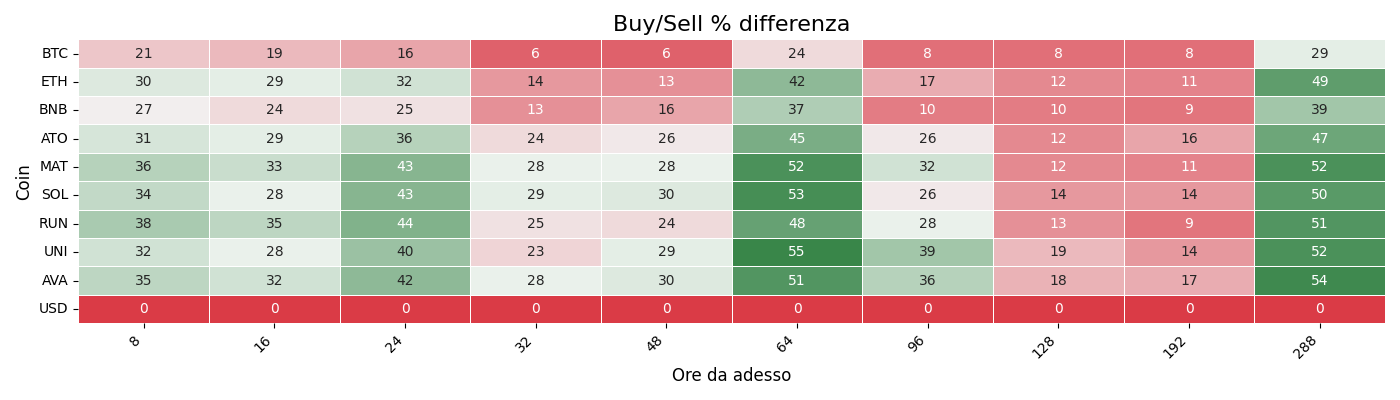 Buy/Sell % differenza
Coin
BTC 21 19 16 6 6 24 8 8 8 29
ETH 30 29 32 14 13 42 17 12 11 49
BNB 27 24 25 13 16 37 10 10 9 39
ATO 31 29 36 24 26 45 26 12 16 47
MAT 36 33 43 28 28 52 32 12 11 52
SOL 34 28 43 29 30 53 26 14 14 50
RUN 38 35 44 25 24 48 28 13 9 51
UNI 32 28 40 23 29 55 39 19 14 52
AVA 35 32 42 28 30 51 36 18 17 54
USD 0 0 0 0 0 0 0 0 0 0
8 16 24 32 48 64 96 128 192 288
Ore da adesso